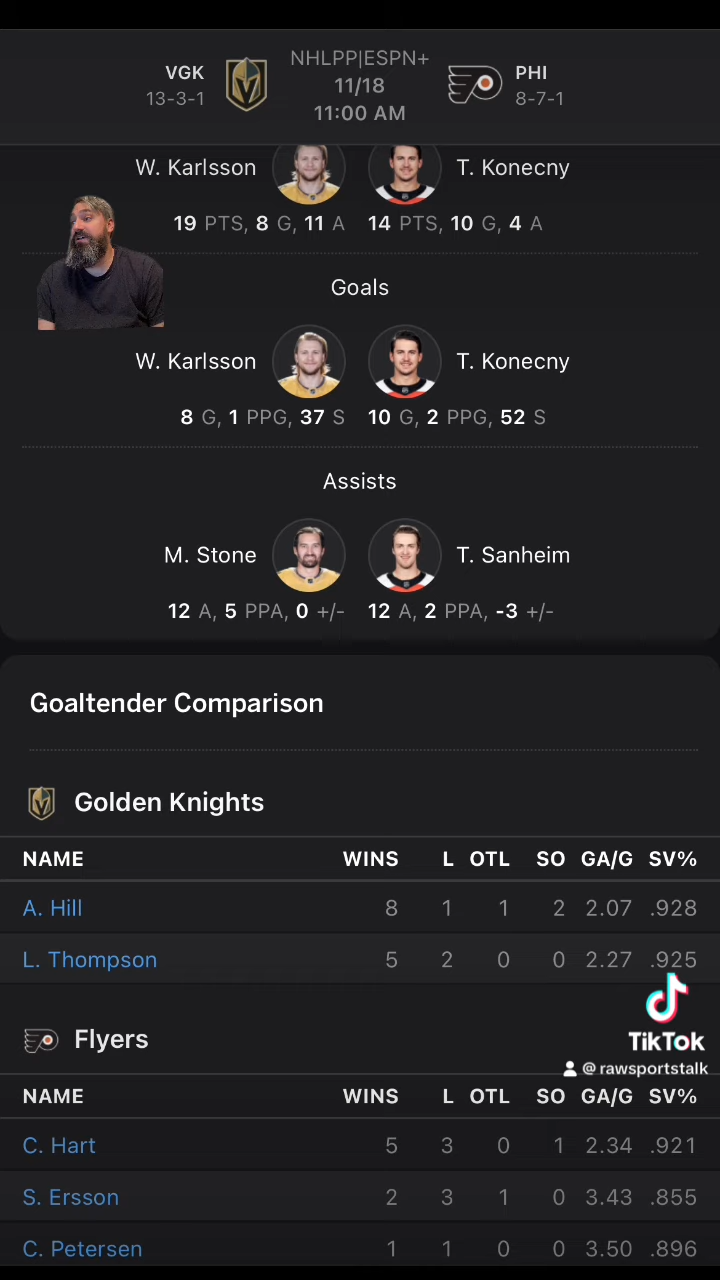 VGK
13-3-1
NHLPP|ESPN+
11/18
11:00 AM
PHI
8-7-1
W. Karlsson T. Konecny
19 PTS, 8 G, 11 A 14 PTS, 10 G, 4 A
Goals
W. Karlsson T. Konecny
8 G, 1 PPG, 37 S 10 G, 2 PPG, 52 S
Assists
M. Stone T. Sanheim
12 A, 5 PPA, 0 +/- 12 A, 2 PPA, -3 +/-
Goaltender Comparison
Golden Knights
NAME WINS L OTL SO GA/G SV%
A. Hill 8 1 1 2 2.07 .928
L. Thompson 5 2 0 0 2.27 .925
TikTok
@rawsportstalk
Flyers
NAME WINS L OTL SO GA/G SV%
C. Hart 5 3 0 1 2.34 .921
S. Ersson 2 3 1 0 3.43 .855
C. Petersen 1 1 0 0 3.50 .896